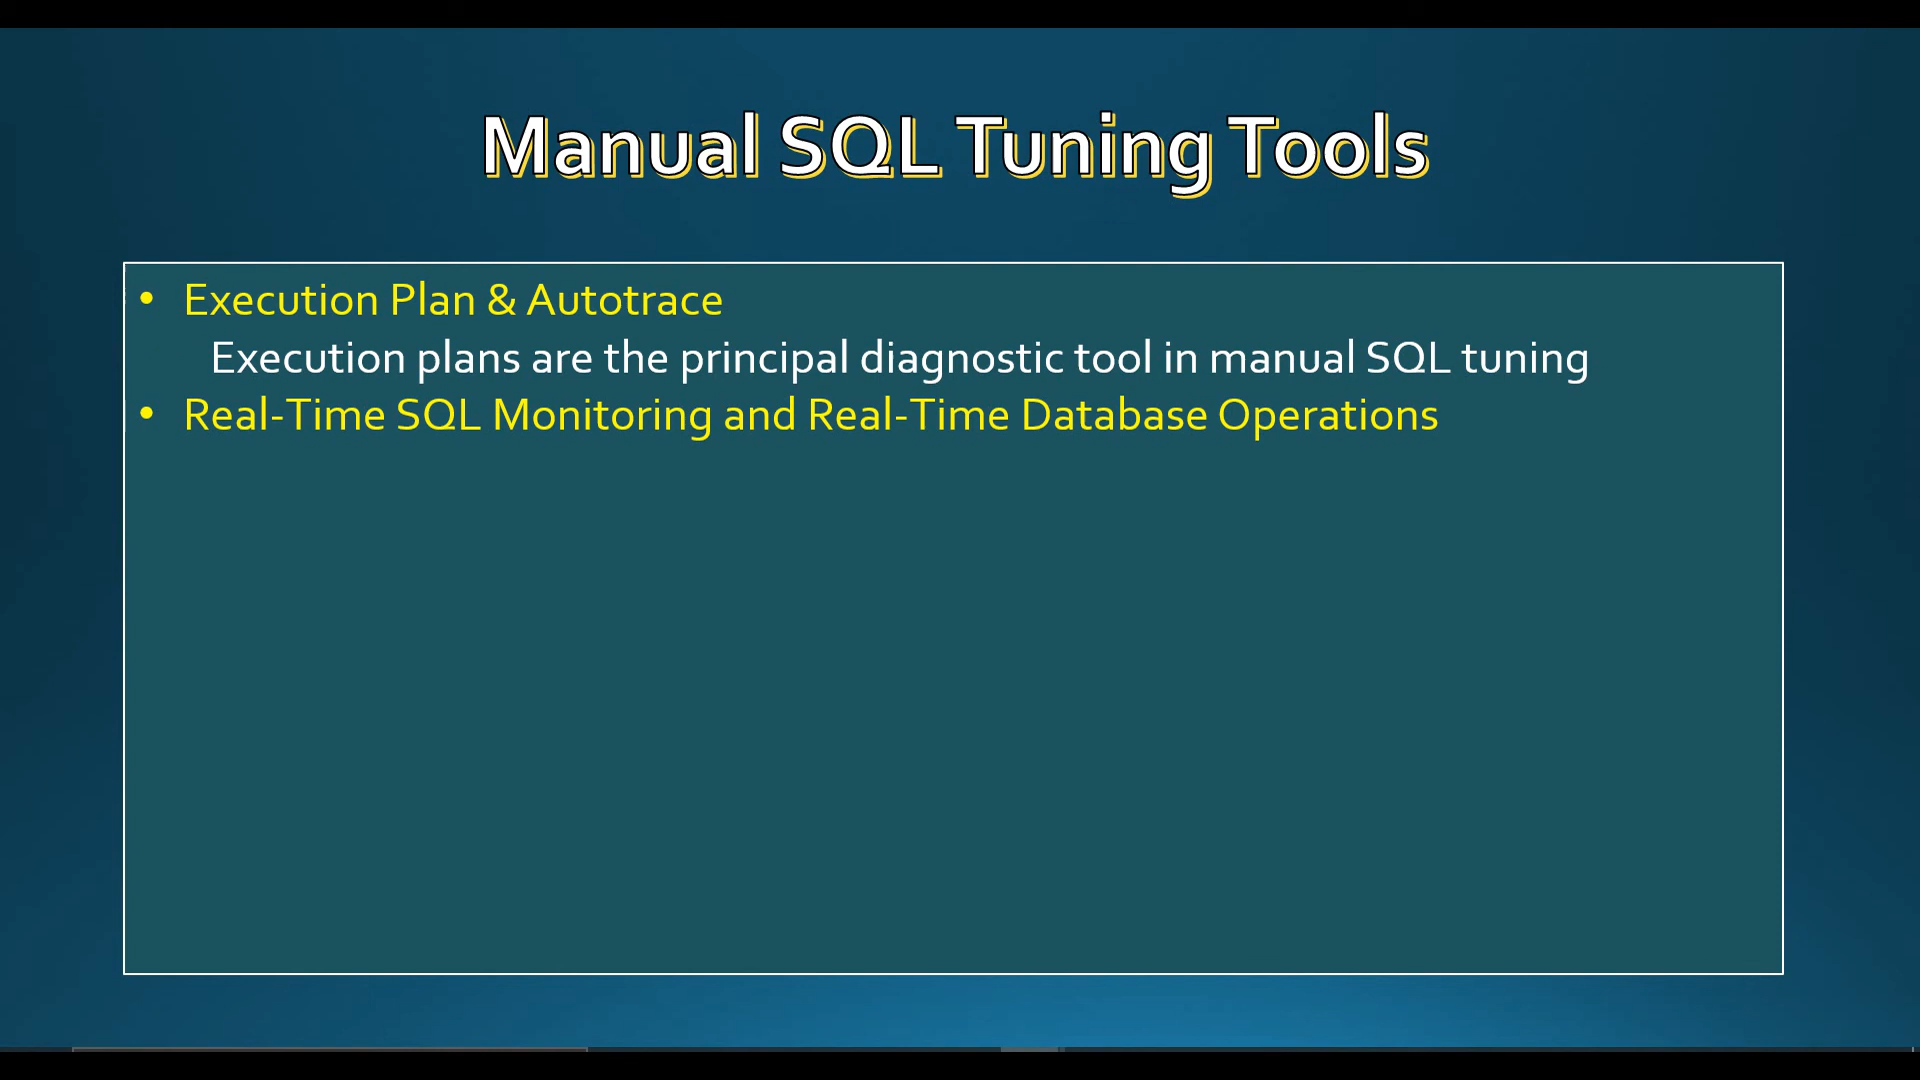 Manual SQL Tuning Tools
• Execution Plan & Autotrace
Execution plans are the principal diagnostic tool in manual SQL tuning
• Real-Time SQL Monitoring and Real-Time Database Operations